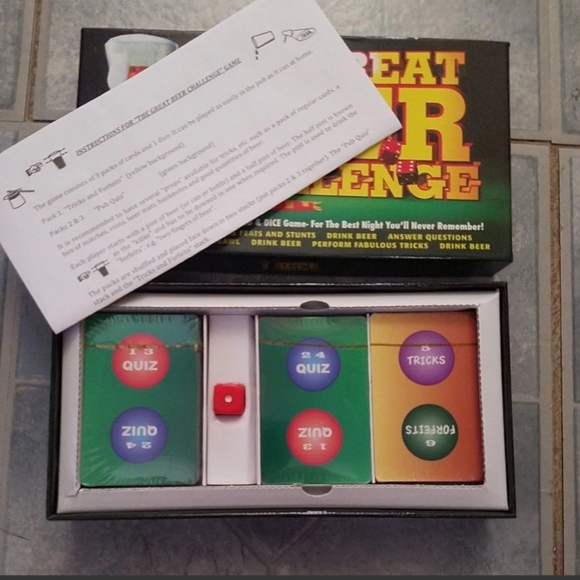 INSTRUCTIONS FOR "THE GREAT BEER CHALLENGE" GAME
The game consists of 3 packs of cards and 1 dice. It can be played as easily in the pub as it can at home.
Pack 1. "Tricks and Forfeits" (yellow background)
Packs 2 & 3. "Pub Quiz" (green background)
It is recommended to have several "props" available for tricks, etc. such as a pack of regular cards, a
box of matches, coins, beer mats, handkies and good quantities of beer.
Each player starts with a pint of beer (or can or bottle) and a half pint of beer. The half pint is known
as the "killer" and has to be downed in one when required. The pint is used to drink the
"forfeits" - e.g. "two fingers of beer".
The packs are shuffled and placed face down in two stacks (put packs 2 & 3 together). The "Pub Quiz"
stack and the "Tricks and Forfeits" stack
REAT
ER
LENGE
& DICE Game- For The Best Night You'll Never Remember!
FEATS AND STUNTS DRINK BEER ANSWER QUESTIONS
AWL DRINK BEER PERFORM FABULOUS TRICKS DRINK BEER
1 3
QUIZ
2 4
QUIZ
2 4
QUIZ
1 3
QUIZ
5
TRICKS
6
FORFEITS